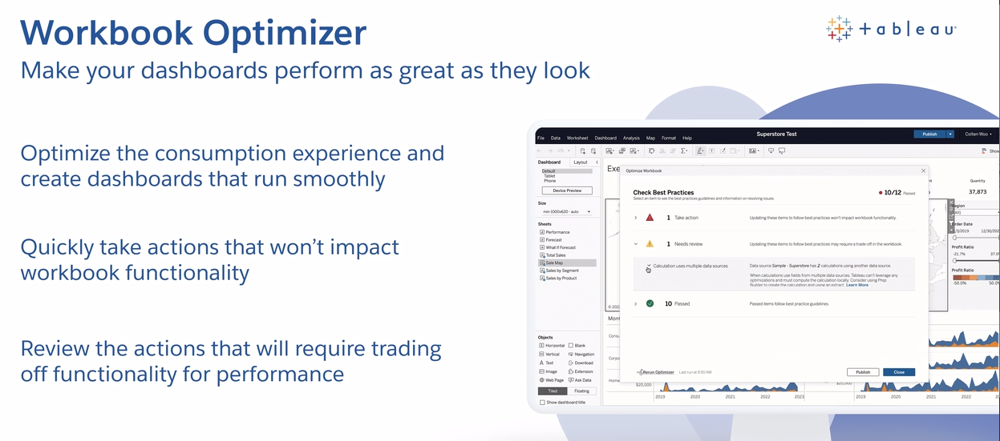 Workbook Optimizer
+ableau
Make your dashboards perform as great as they look
Optimize the consumption experience and
create dashboards that run smoothly
Quickly take actions that won't impact
workbook functionality
Review the actions that will require trading
off functionality for performance
Superstore Test
Publish
Colten Woo
File Data Worksheet Dashboard Analysis Map Format Help
Show
Dashboard Layout
Default
Tablet
Phone
Device Preview
Size
min 1000x620 - auto
Sheets
Performance
Forecast
What If Forecast
Total Sales
Sale Map
Sales by Segment
Sales by Product
Objects
Horizontal Blank
Vertical Navigation
Text Download
Image Extension
Web Page Ask Data
Tiled Floating
Show dashboard title
Exe
Optimize Workbook
Check Best Practices
10/12 Passed
Select an item to see the best practices guidelines and information on resolving issues.
1 Take action Updating these items to follow best practices won't impact workbook functionality.
1 Needs review Updating these items to follow best practices may require a trade-off in the workbook.
Calculation uses multiple data sources Data source Sample - Superstore has 2 calculations using another data source.
When calculations use fields from multiple data sources, Tableau can't leverage any
optimizations and must compute the calculation locally. Consider using Prep
Builder to create the calculation and using an extract. Learn More
10 Passed Passed items follow best practice guidelines.
Rerun Optimizer Last run at 9:50 AM
Publish Close
Quantity
37,873
Region
(All)
Order Date
/3/2019 12/30/202
Profit Ratio
-21.7% 37.0
Profit Ratio
-50.0% 50.0%
© 2022
Mont
Consu
Corpo
Home
$20,000
$20,000
2019 2020 2021 2022 2023 2019 2020 2021 2022